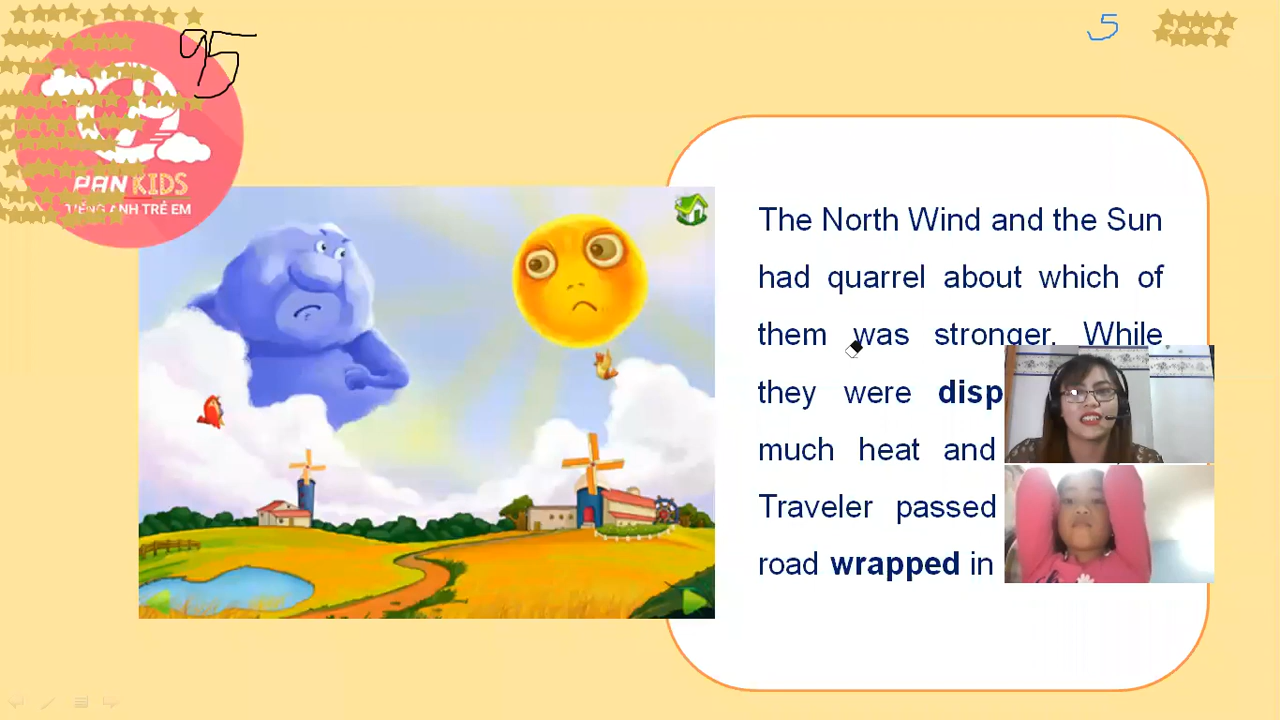 95
5
PAN KIDS
TIẾNG ANH TRẺ EM
The North Wind and the Sun
had quarrel about which of
them was stronger. While
they were disp
much heat and
Traveler passed
road wrapped in